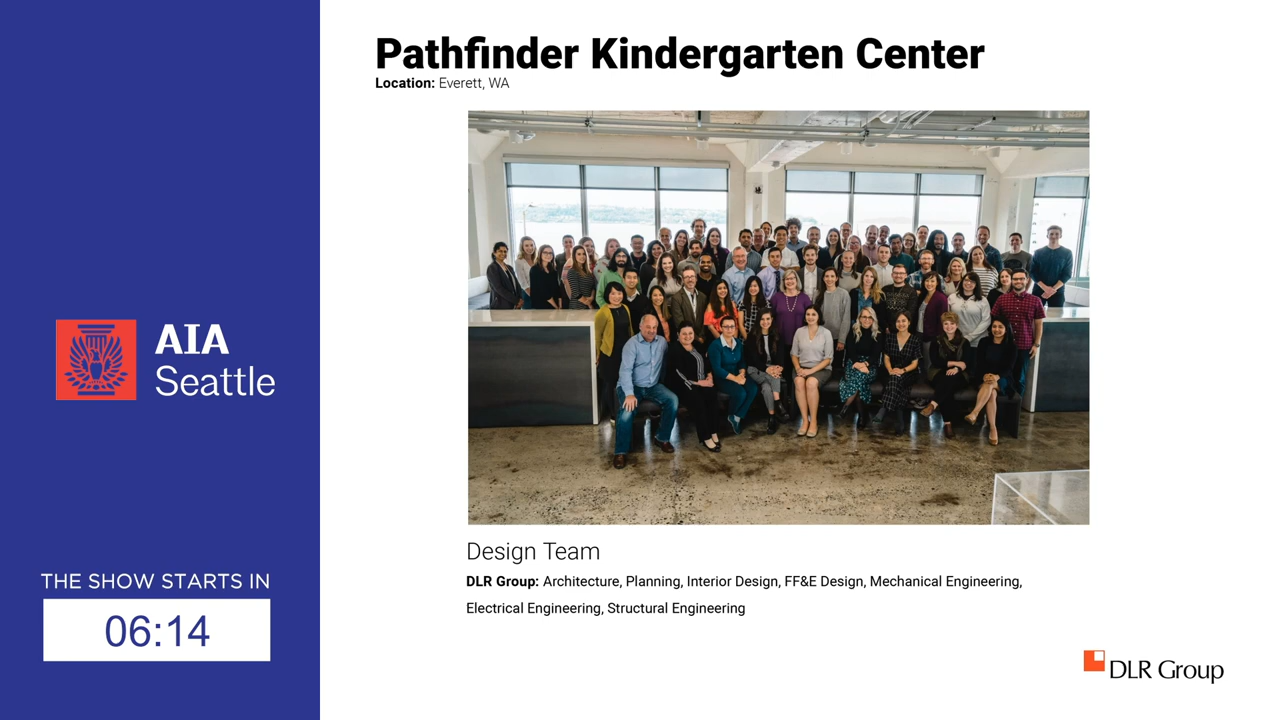 Pathfinder Kindergarten Center
Location: Everett, WA
AIA
Seattle
Design Team
DLR Group: Architecture, Planning, Interior Design, FF&E Design, Mechanical Engineering,
Electrical Engineering, Structural Engineering
THE SHOW STARTS IN
06:14
DLR Group